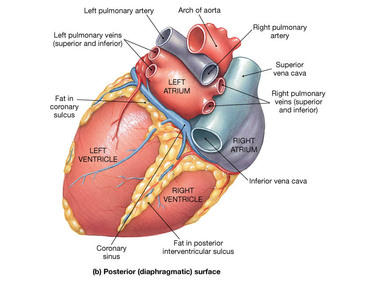 Left pulmonary artery
Arch of aorta
Left pulmonary veins
(superior and inferior)
Right pulmonary
artery
Superior
vena cava
LEFT
ATRIUM
Fat in
coronary
sulcus
Right pulmonary
veins (superior
and inferior)
LEFT
VENTRICLE
RIGHT
ATRIUM
RIGHT
VENTRICLE
Inferior vena cava
Coronary
sinus
Fat in posterior
interventricular sulcus
(b) Posterior (diaphragmatic) surface